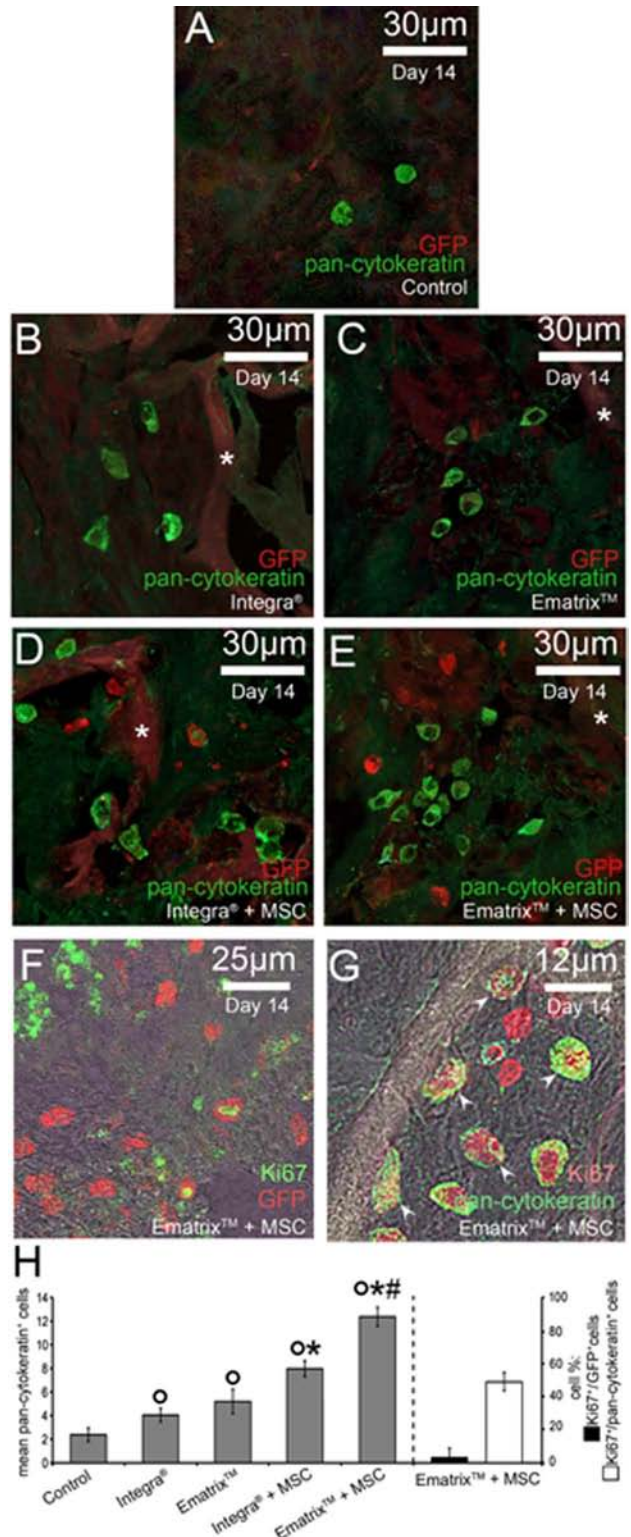 A
30µm
Day 14
GFP
pan-cytokeratin
Control
B
30µm
Day 14
*
GFP
pan-cytokeratin
Integra®
C
30µm
Day 14
*
GFP
pan-cytokeratin
Ematrix™
D
30µm
Day 14
*
GFP
pan-cytokeratin
Integra® + MSC
E
30µm
Day 14
*
GFP
pan-cytokeratin
Ematrix™ + MSC
F
25µm
Day 14
Ki67
GFP
Ematrix™ + MSC
G
12µm
Day 14
Ki67
pan-cytokeratin
Ematrix™ + MSC
H
mean pan-cytokeratin⁺ cells
14
12
10
8
6
4
2
0
o
o
o*
o*#
Control
Integra®
Ematrix™
Integra® + MSC
Ematrix™ + MSC
Ematrix™ + MSC
100
80
60
40
20
0
cell %:
Ki67⁺/GFP⁺cells
Ki67⁺/pan-cytokeratin⁺ cells